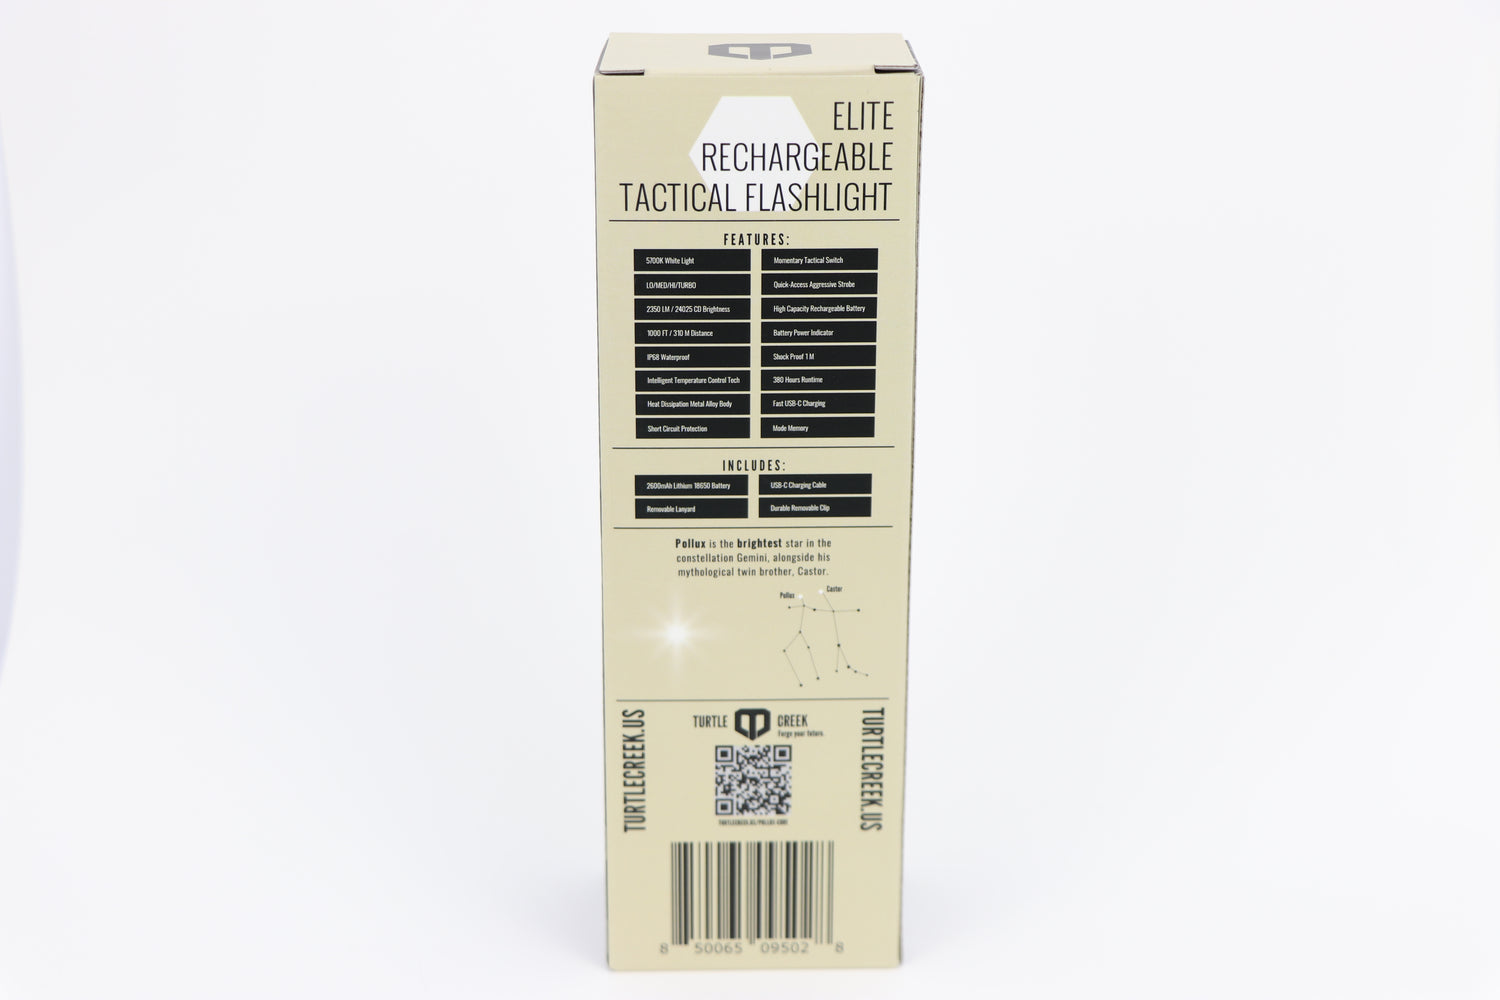 ELITE
RECHARGEABLE
TACTICAL FLASHLIGHT
FEATURES:
5700K White Light
Momentary Tactical Switch
LO/MED/HI/TURBO
Quick-Access Aggressive Strobe
2350 LM / 24025 CD Brightness
High Capacity Rechargeable Battery
1000 FT / 310 M Distance
Battery Power Indicator
IP68 Waterproof
Shock Proof 1 M
Intelligent Temperature Control Tech
380 Hours Runtime
Heat Dissipation Metal Alloy Body
Fast USB-C Charging
Short Circuit Protection
Mode Memory
INCLUDES:
2600mAh Lithium 18650 Battery
USB-C Charging Cable
Removable Lanyard
Durable Removable Clip
Pollux is the brightest star in the
constellation Gemini, alongside his
mythological twin brother, Castor.
Pollux
Castor
TURTLECREEK.US
TURTLE CREEK
Forge your future.
TURTLECREEK.US
8 50065 09502 8